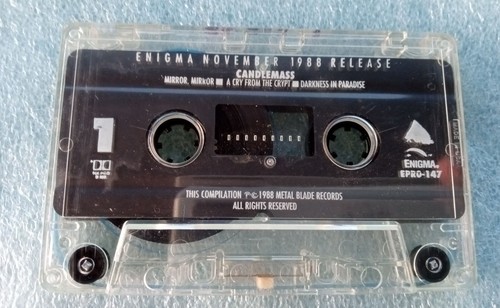 ENIGMA NOVEMBER 1988 RELEASE
CANDLEMASS
MIRROR, MIRROR ■ A CRY FROM THE CRYPT ■ DARKNESS IN PARADISE
1
ENIGMA.
EPRO-147
THIS COMPILATION ℗-© 1988 METAL BLADE RECORDS
ALL RIGHTS RESERVED